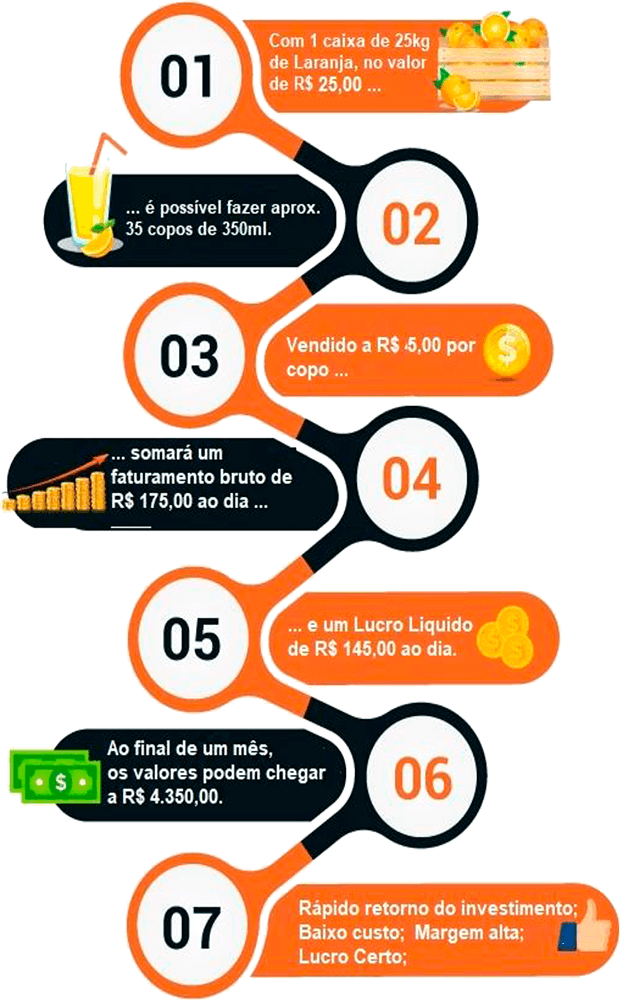 01
Com 1 caixa de 25kg
de Laranja, no valor
de R$ 25,00 ...
... é possível fazer aprox.
35 copos de 350ml.
02
03
Vendido a R$ 5,00 por
copo ...
... somará um
faturamento bruto de
R$ 175,00 ao dia ...
04
05
... e um Lucro Liquido
de R$ 145,00 ao dia.
Ao final de um mês,
os valores podem chegar
a R$ 4.350,00.
06
07
Rápido retorno do investimento;
Baixo custo; Margem alta;
Lucro Certo;